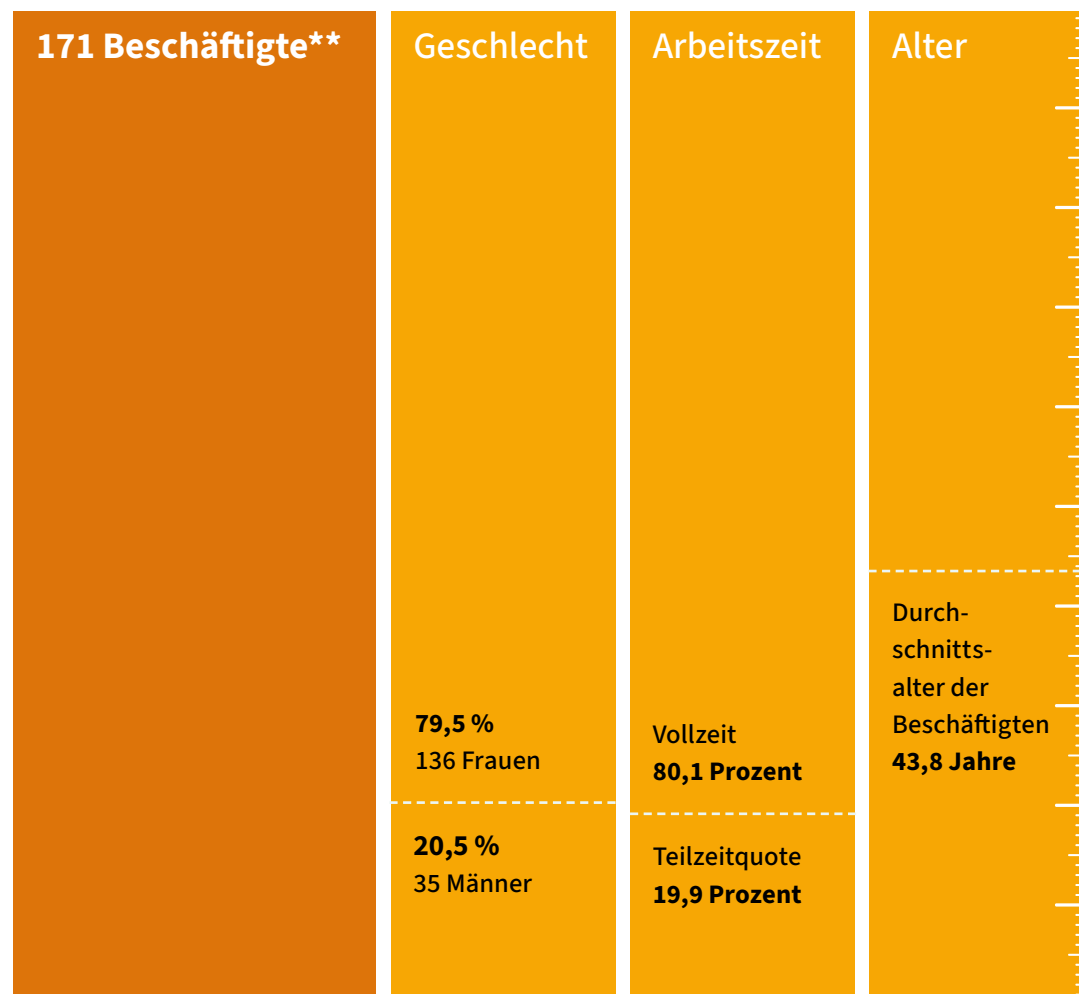 171 Beschäftigte**
Geschlecht
79,5 %
136 Frauen
20,5 %
35 Männer
Arbeitszeit
Vollzeit
80,1 Prozent
Teilzeitquote
19,9 Prozent
Alter
Durch-
schnitts-
alter der
Beschäftigten
43,8 Jahre